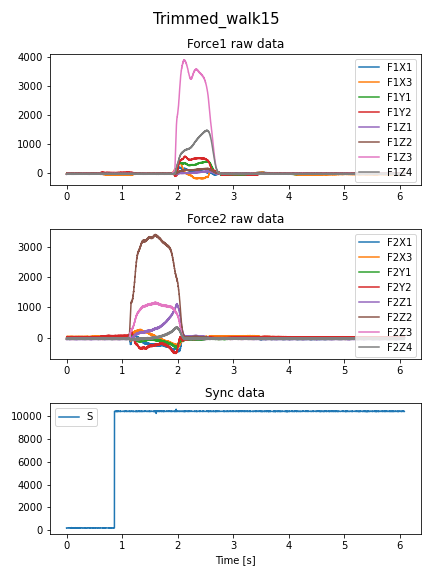 Trimmed_walk15
Force1 raw data
4000
3000
2000
1000
0
F1X1
F1X3
F1Y1
F1Y2
F1Z1
F1Z2
F1Z3
F1Z4
0 1 2 3 4 5 6
Force2 raw data
3000
2000
1000
0
F2X1
F2X3
F2Y1
F2Y2
F2Z1
F2Z2
F2Z3
F2Z4
0 1 2 3 4 5 6
Sync data
10000
8000
6000
4000
2000
0
S
0 1 2 3 4 5 6
Time [s]